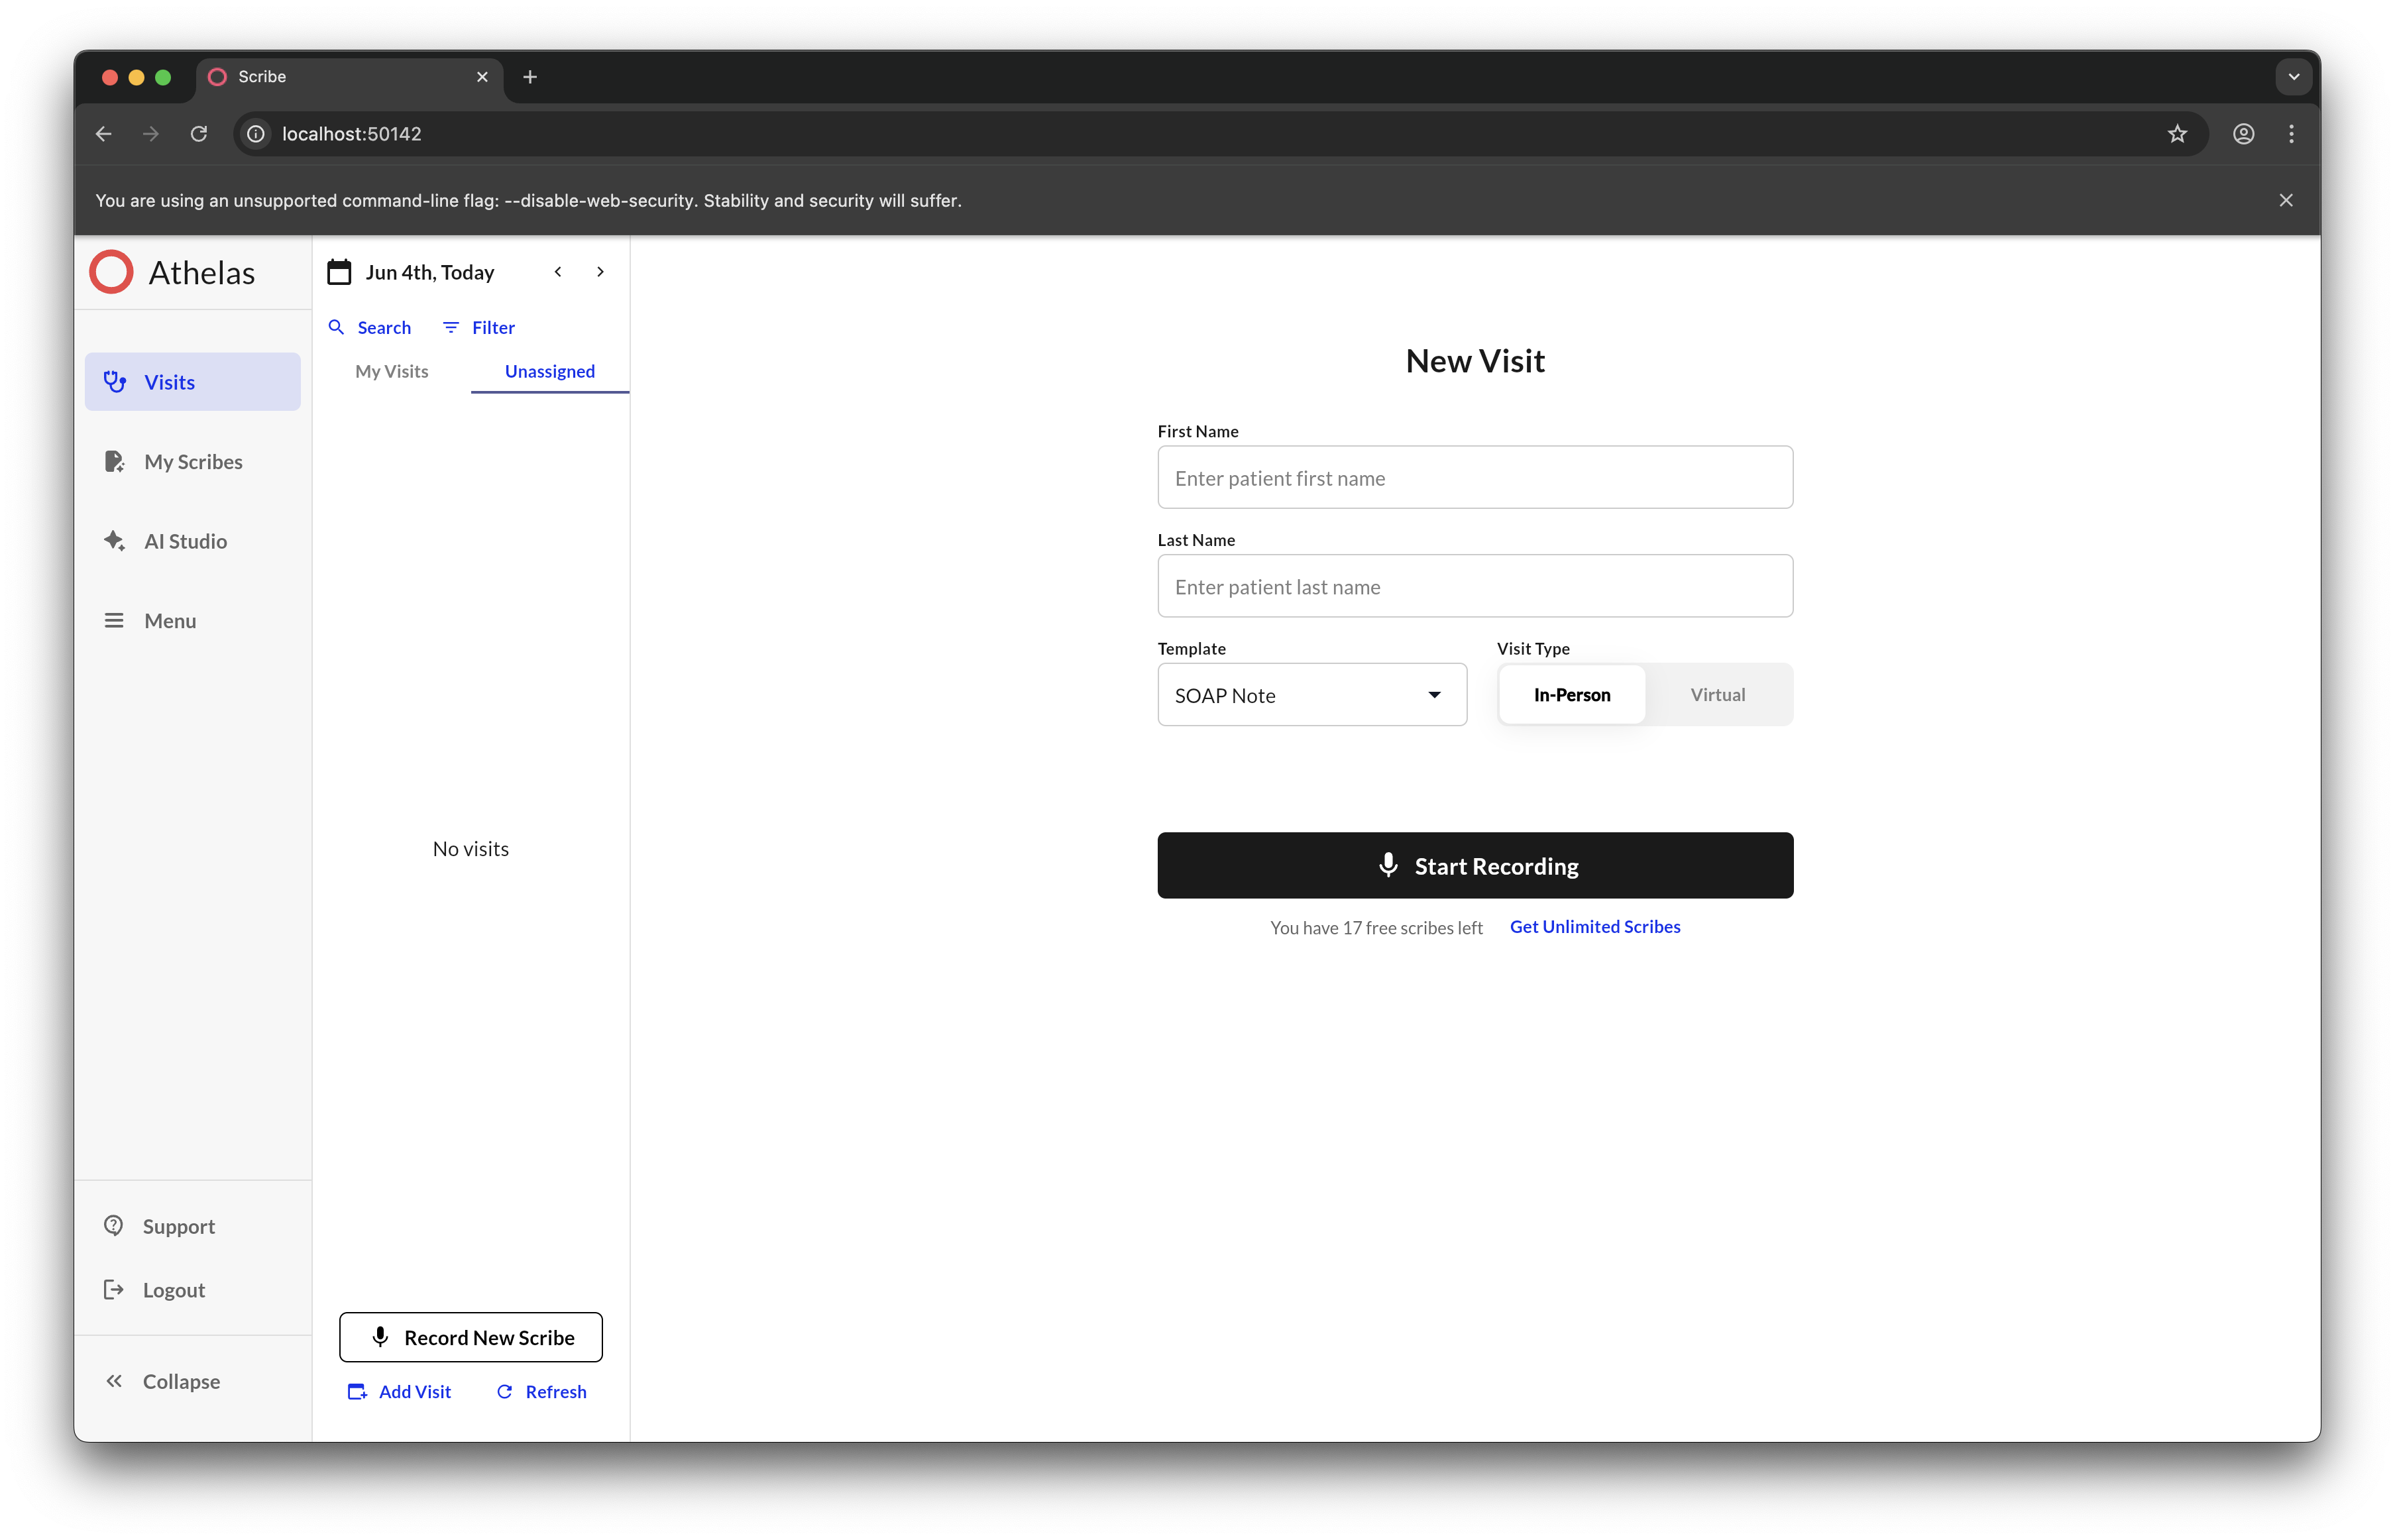 Scribe
localhost:50142
You are using an unsupported command-line flag: --disable-web-security. Stability and security will suffer.
Athelas
Visits
My Scribes
AI Studio
Menu
Support
Logout
Collapse
Jun 4th, Today
Search Filter
My Visits Unassigned
No visits
Record New Scribe
Add Visit Refresh
New Visit
First Name
Enter patient first name
Last Name
Enter patient last name
Template Visit Type
SOAP Note In-Person Virtual
Start Recording
You have 17 free scribes left Get Unlimited Scribes